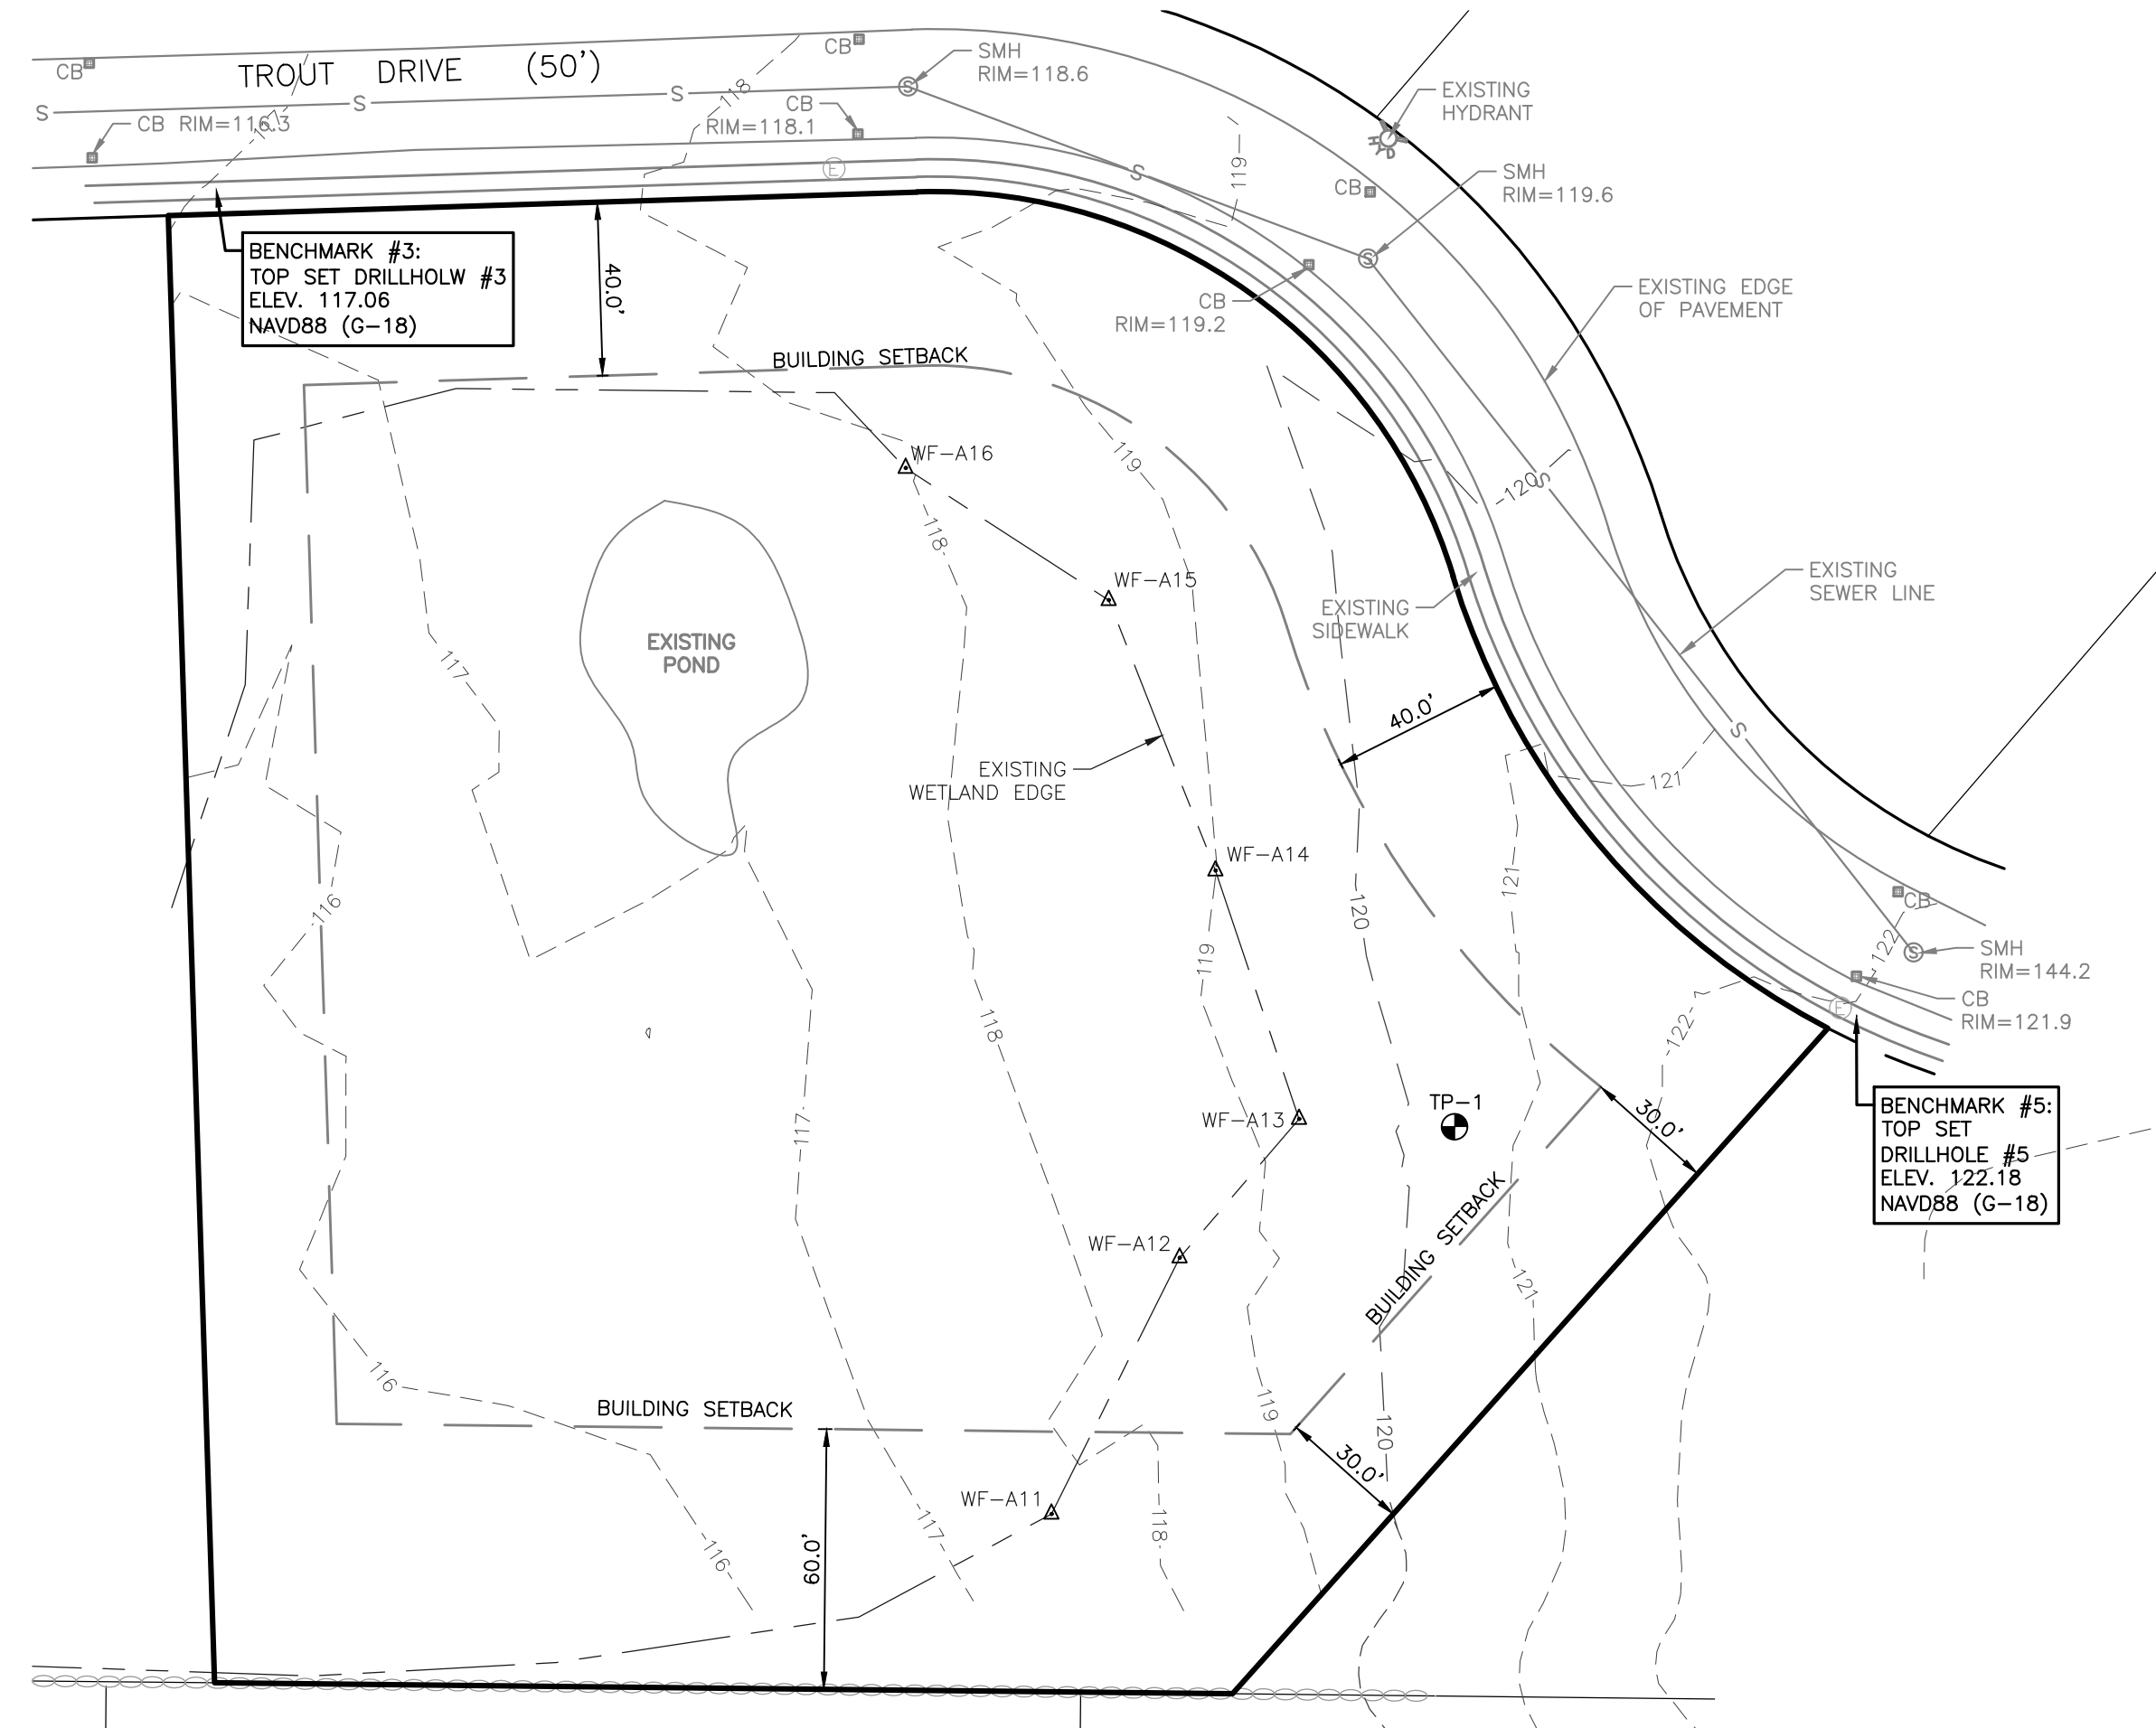 CB
TROUT DRIVE (50')
CB
SMH
RIM=118.6
S
S
S
S
118
CB
RIM=118.1
CB RIM=116.3
EXISTING
HYDRANT
HYD
119
S
SMH
RIM=119.6
CB
S
E
BENCHMARK #3:
TOP SET DRILLHOLW #3
ELEV. 117.06
NAVD88 (G-18)
40.0'
CB
RIM=119.2
EXISTING EDGE
OF PAVEMENT
BUILDING SETBACK
WF-A16
119
120
S
118
WF-A15
EXISTING
SIDEWALK
EXISTING
SEWER LINE
EXISTING
POND
117
40.0'
S
EXISTING
WETLAND EDGE
121
WF-A14
121
116
120
CB
122
S
SMH
RIM=144.2
119
118
CB
RIM=121.9
E
122
TP-1
WF-A13
117
30.0'
BENCHMARK #5:
TOP SET
DRILLHOLE #5
ELEV. 122.18
NAVD88 (G-18)
WF-A12
BUILDING SETBACK
121
116
BUILDING SETBACK
119
120
30.0'
WF-A11
117
118
116
60.0'